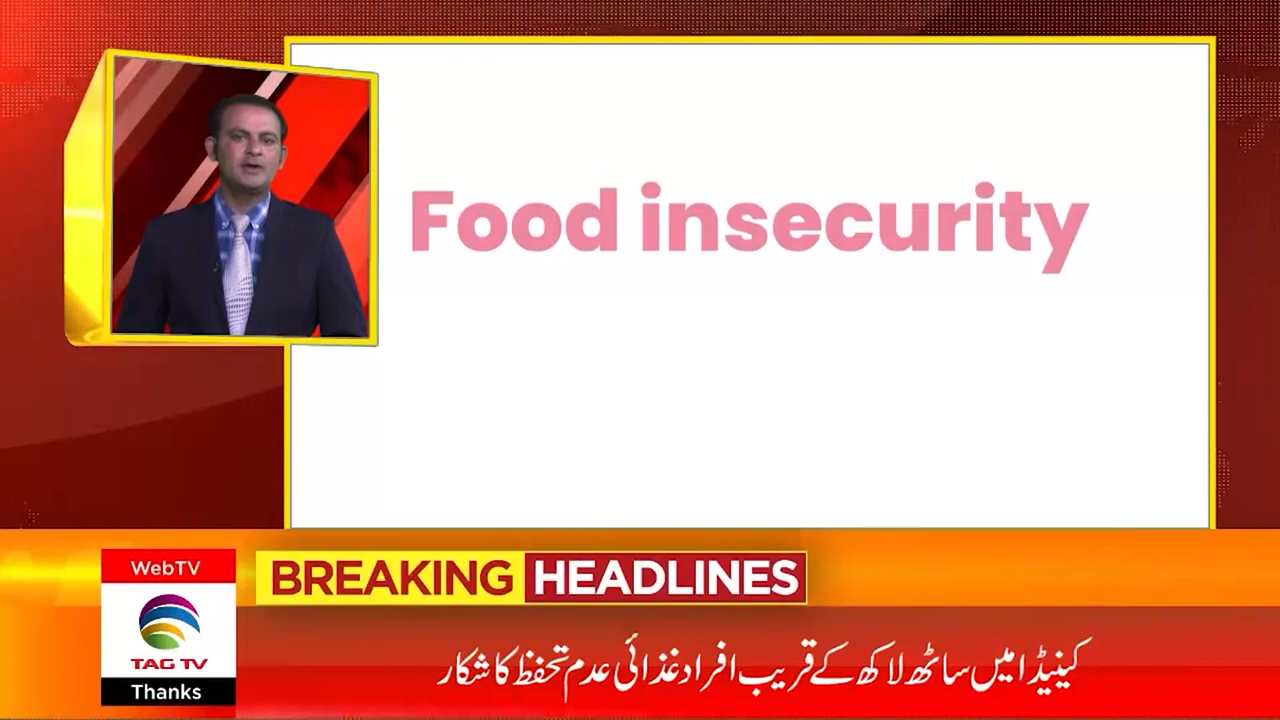 Food insecurity
WebTV
TAG TV
Thanks
BREAKING HEADLINES
کینیڈا میں ساٹھ لاکھ کے قریب افراد غذائی عدم تحفظ کا شکار